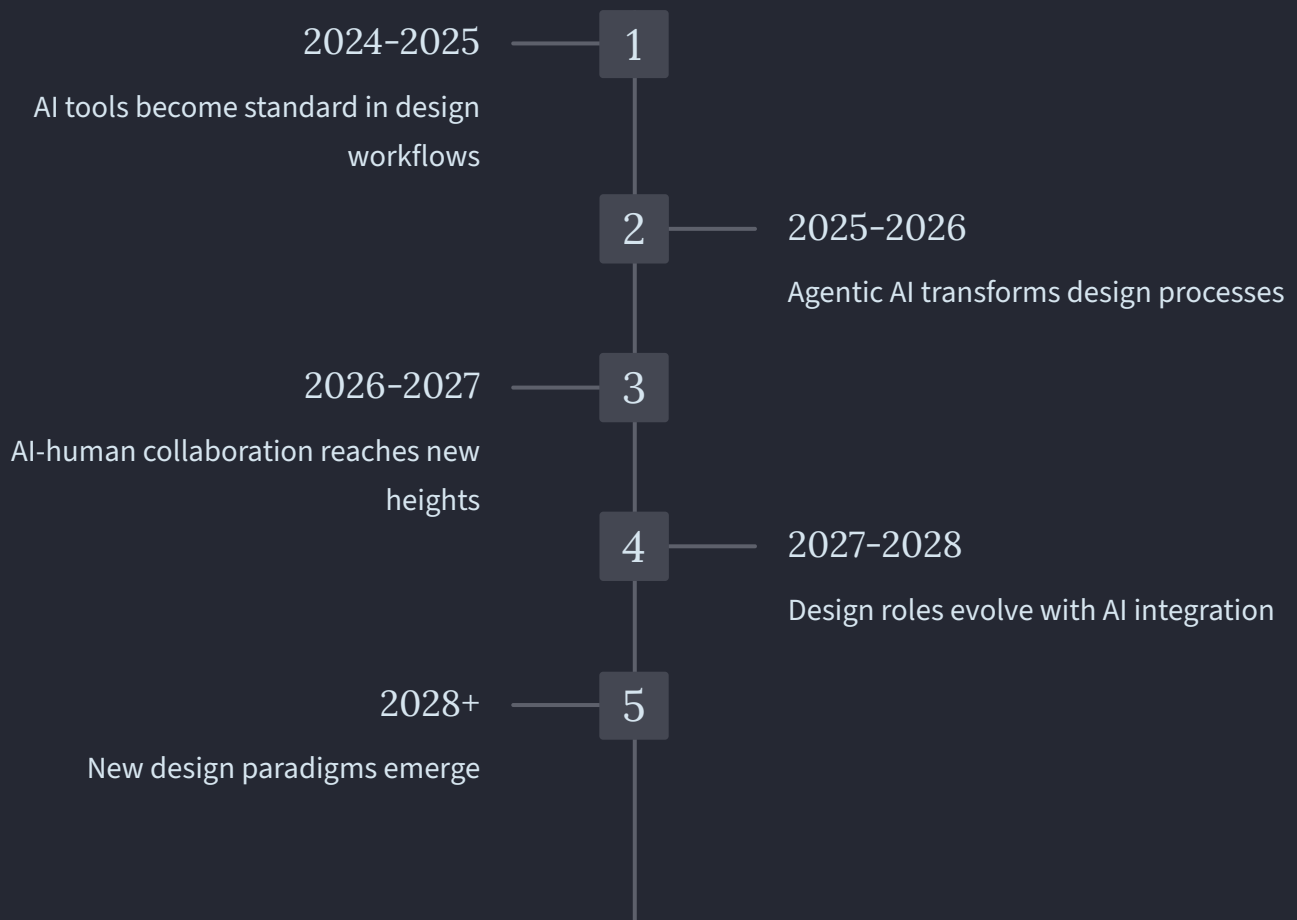 1
2024-2025
AI tools become standard in design
workflows
2
2025-2026
Agentic AI transforms design processes
3
2026-2027
AI-human collaboration reaches new
heights
4
2027-2028
Design roles evolve with AI integration
5
2028+
New design paradigms emerge